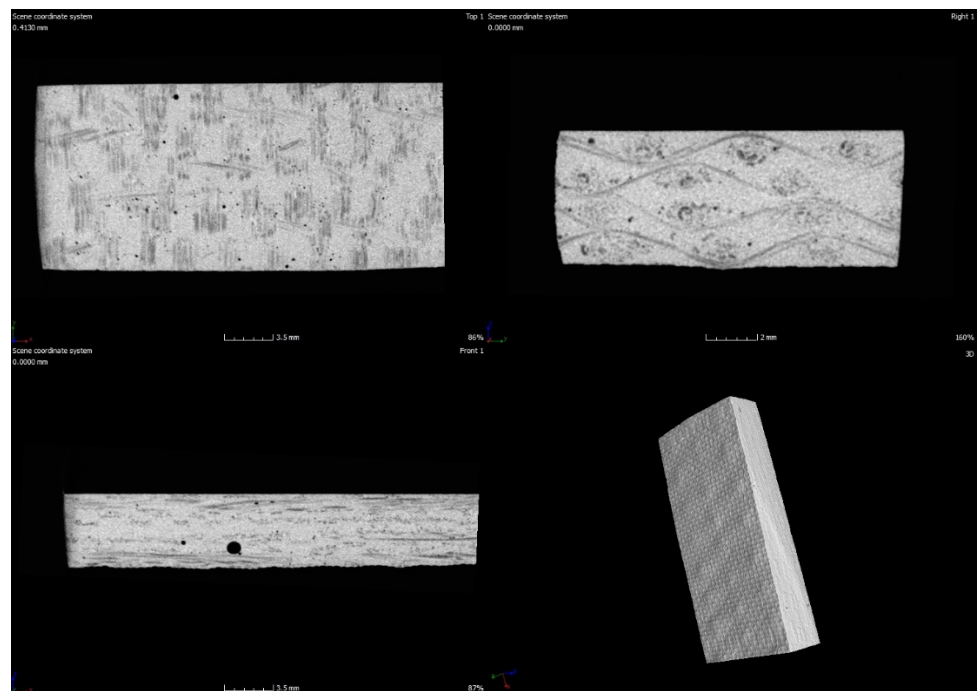 Scene coordinate system
Top 1
0.4130 mm
3.5 mm
86%
Scene coordinate system
Right 1
0.0000 mm
2 mm
160%
Scene coordinate system
Front 1
0.0000 mm
3.5 mm
87%
3D